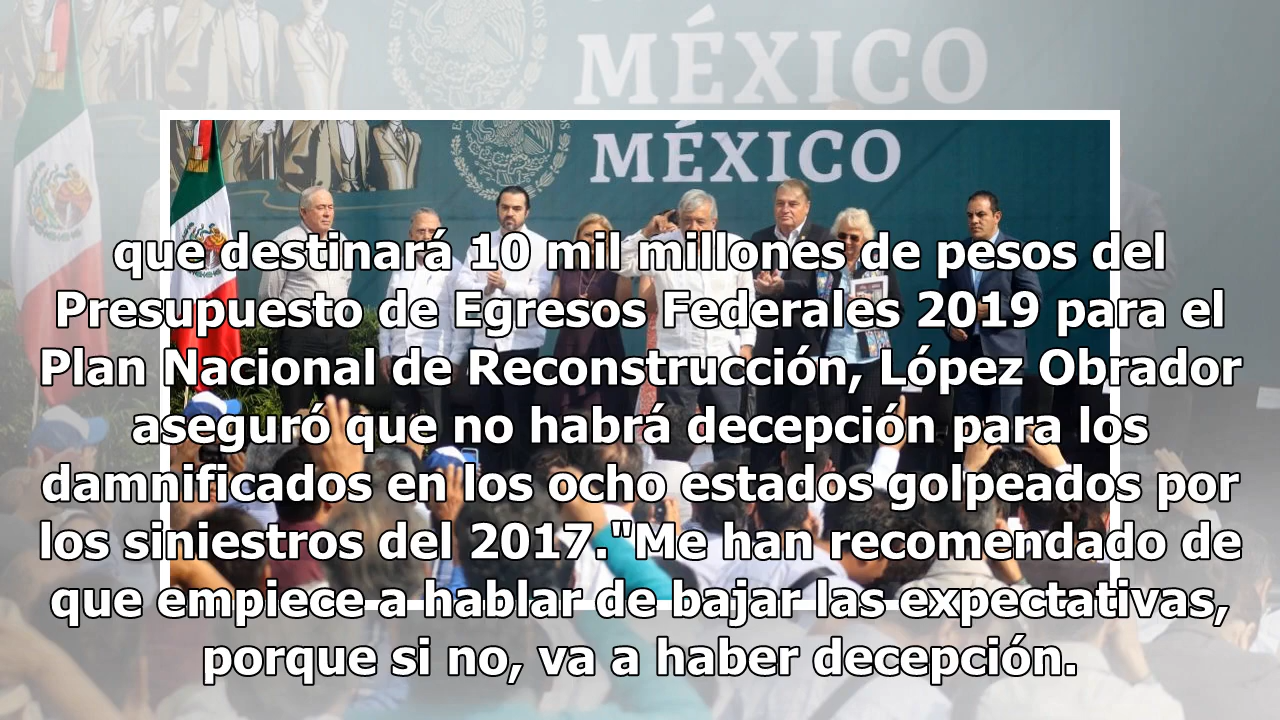 MÉXICO
MÉXICO
que destinará 10 mil millones de pesos del
Presupuesto de Egresos Federales 2019 para el
Plan Nacional de Reconstrucción, López Obrador
aseguró que no habrá decepción para los
damnificados en los ocho estados golpeados por
los siniestros del 2017."Me han recomendado de
que empiece a hablar de bajar las expectativas,
porque si no, va a haber decepción.